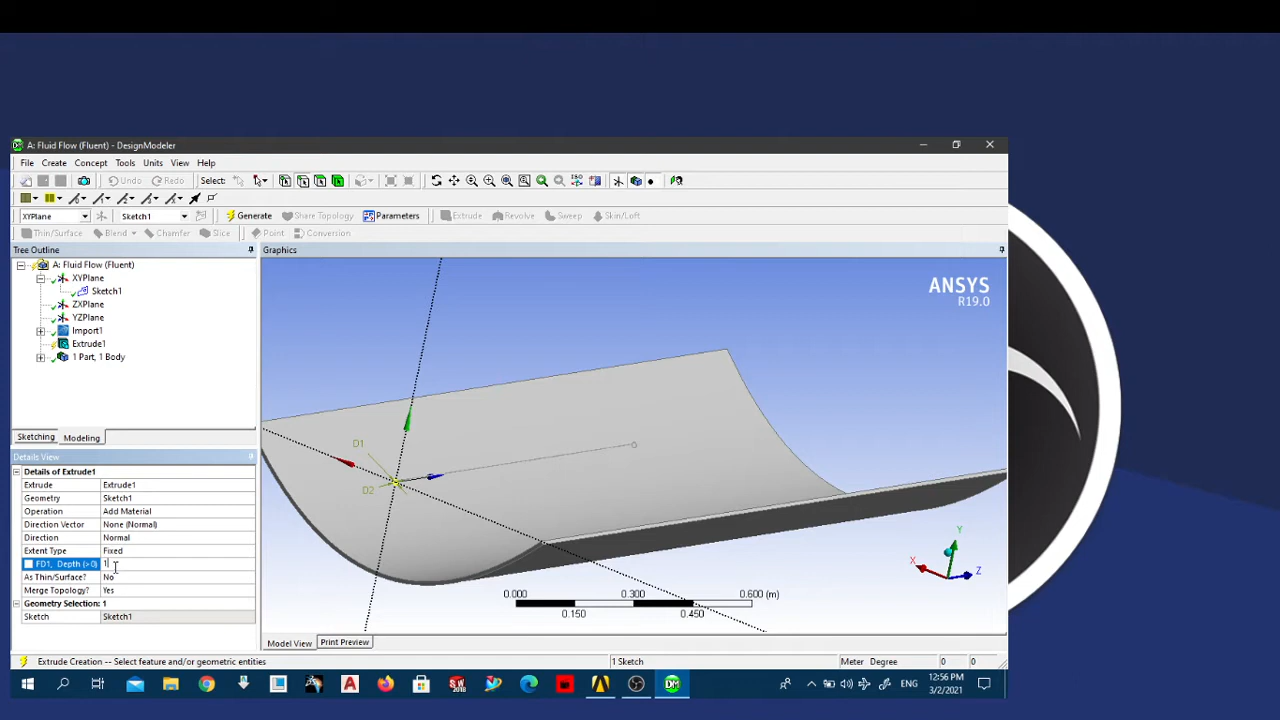 A: Fluid Flow (Fluent) - DesignModeler
File Create Concept Tools Units View Help
Undo Redo Select:
XYPlane Sketch1 Generate Share Topology Parameters Extrude Revolve Sweep Skin/Loft
Thin/Surface Blend Chamfer Slice Point Conversion
Tree Outline
A: Fluid Flow (Fluent)
XYPlane
Sketch1
ZXPlane
YZPlane
Import1
Extrude1
1 Part, 1 Body
Sketching Modeling
Details View
Details of Extrude1
Extrude Extrude1
Geometry Sketch1
Operation Add Material
Direction Vector None (Normal)
Direction Normal
Extent Type Fixed
FD1, Depth (>0) 1
As Thin/Surface? No
Merge Topology? Yes
Geometry Selection: 1
Sketch Sketch1
Graphics
ANSYS
R19.0
D1
D2
Y
X
Z
0.000 0.300 0.600 (m)
0.150 0.450
Model View Print Preview
Extrude Creation -- Select feature and/or geometric entities 1 Sketch Meter Degree 0 0
ENG
12:56 PM
3/2/2021